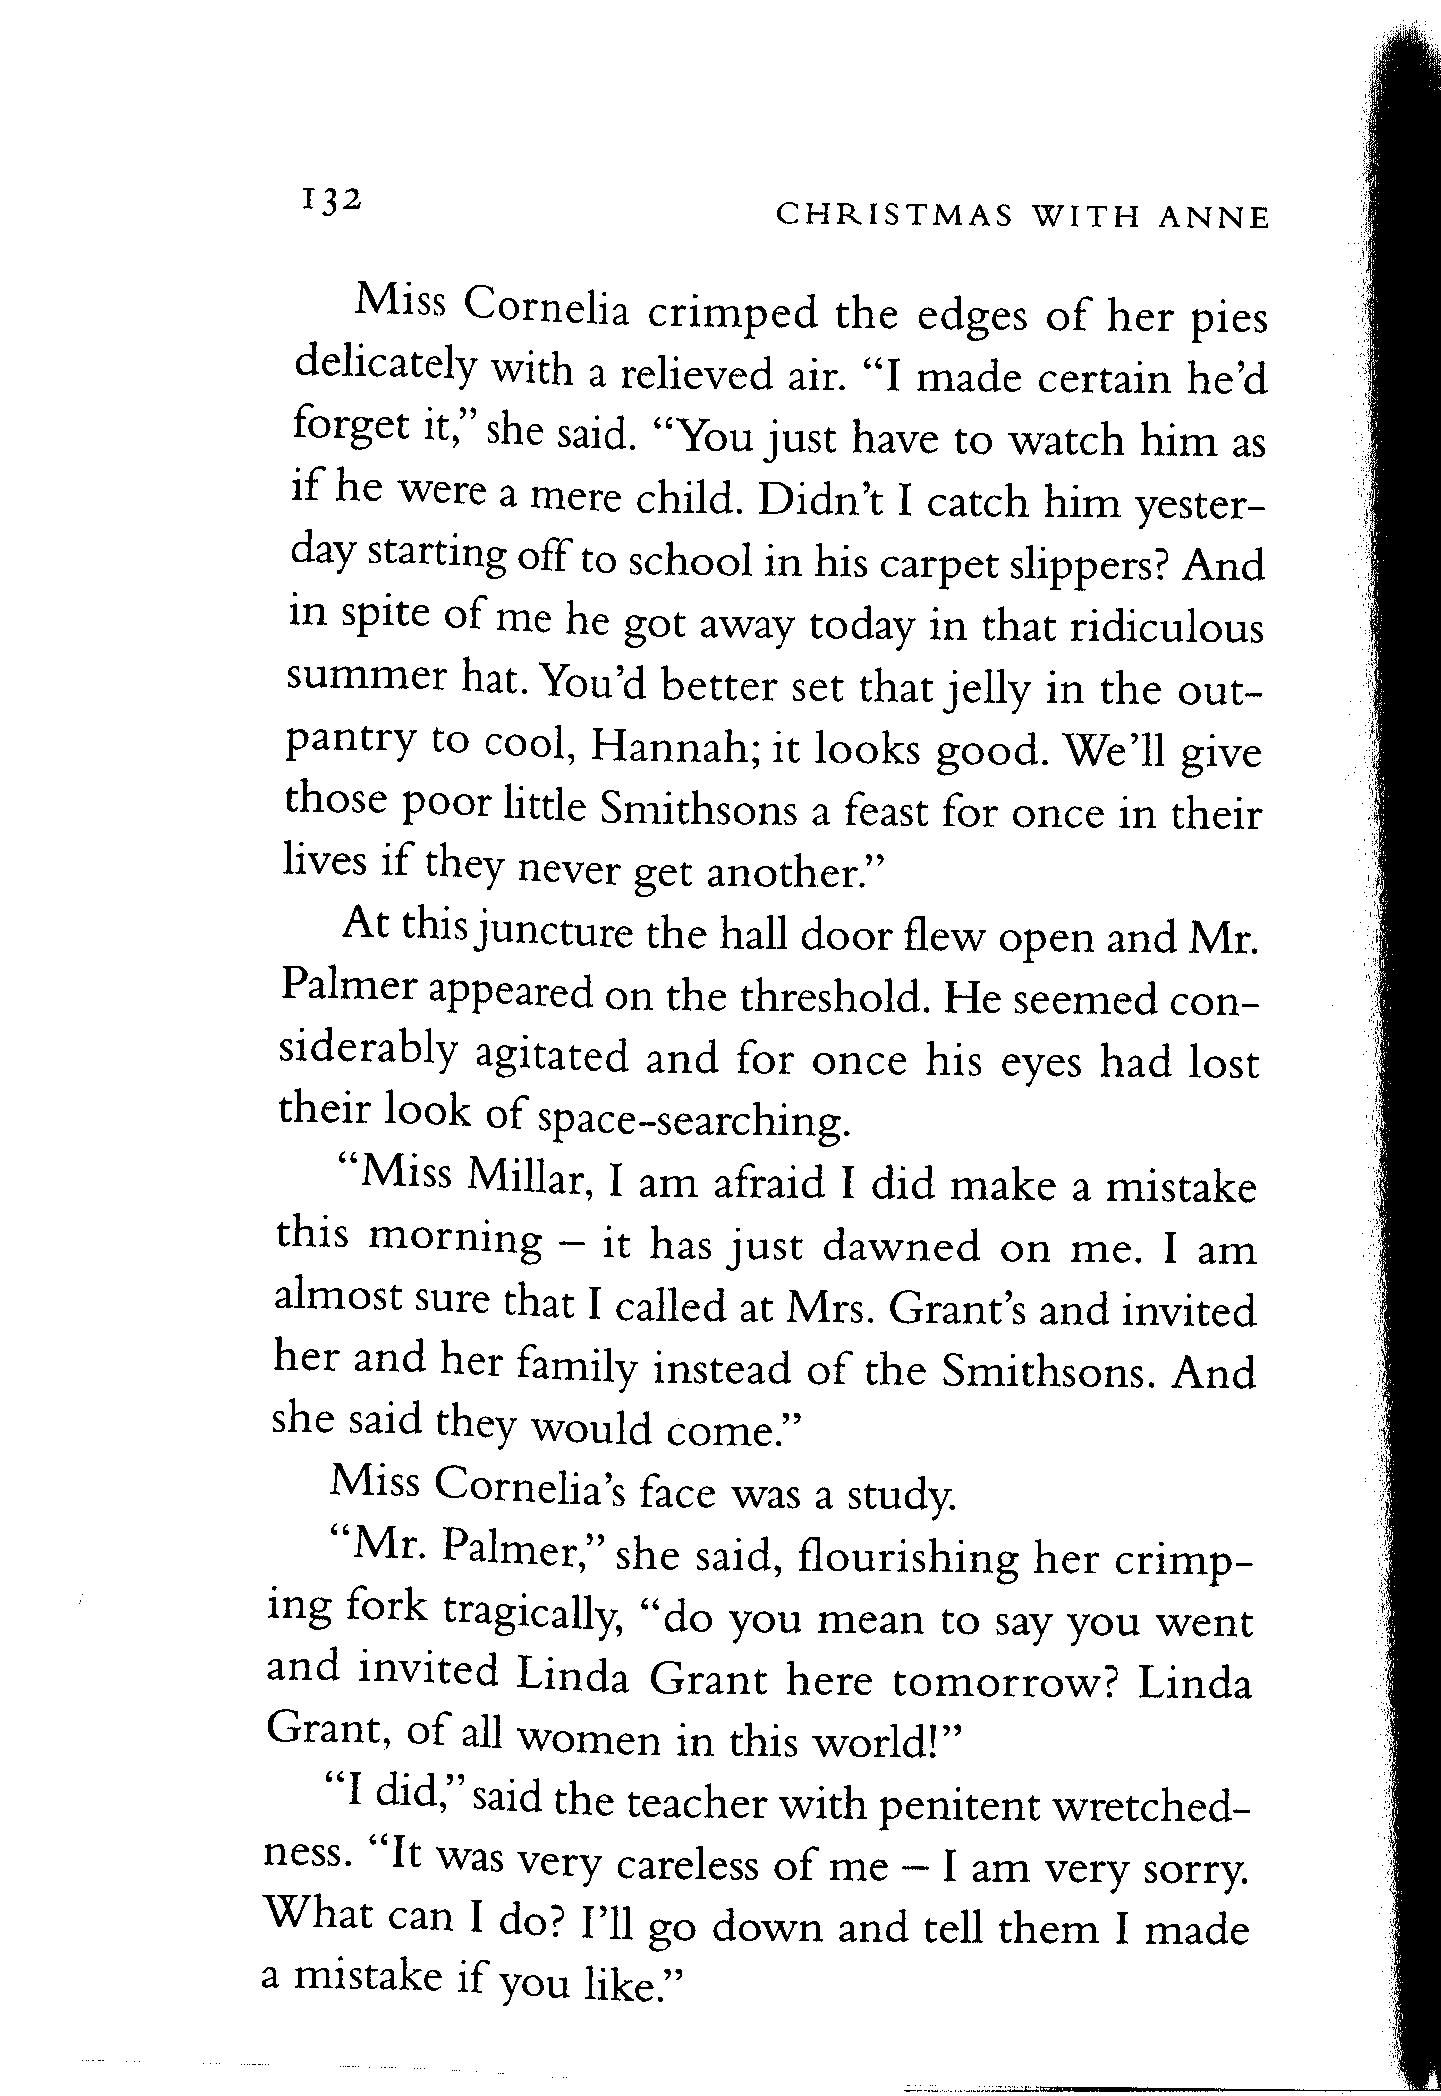 132
CHRISTMAS WITH ANNE
Miss Cornelia crimped the edges of her pies
delicately with a relieved air. “I made certain he’d
forget it,” she said. “You just have to watch him as
if he were a mere child. Didn’t I catch him yester-
day starting off to school in his carpet slippers? And
in spite of me he got away today in that ridiculous
summer hat. You’d better set that jelly in the out-
pantry to cool, Hannah; it looks good. We’ll give
those poor little Smithsons a feast for once in their
lives if they never get another.”
At this juncture the hall door flew open and Mr.
Palmer appeared on the threshold. He seemed con-
siderably agitated and for once his eyes had lost
their look of space-searching.
“Miss Millar, I am afraid I did make a mistake
this morning – it has just dawned on me. I am
almost sure that I called at Mrs. Grant’s and invited
her and her family instead of the Smithsons. And
she said they would come.”
Miss Cornelia’s face was a study.
“Mr. Palmer,” she said, flourishing her crimp-
ing fork tragically, “do you mean to say you went
and invited Linda Grant here tomorrow? Linda
Grant, of all women in this world!”
“I did,” said the teacher with penitent wretched-
ness. “It was very careless of me – I am very sorry.
What can I do? I’ll go down and tell them I made
a mistake if you like.”